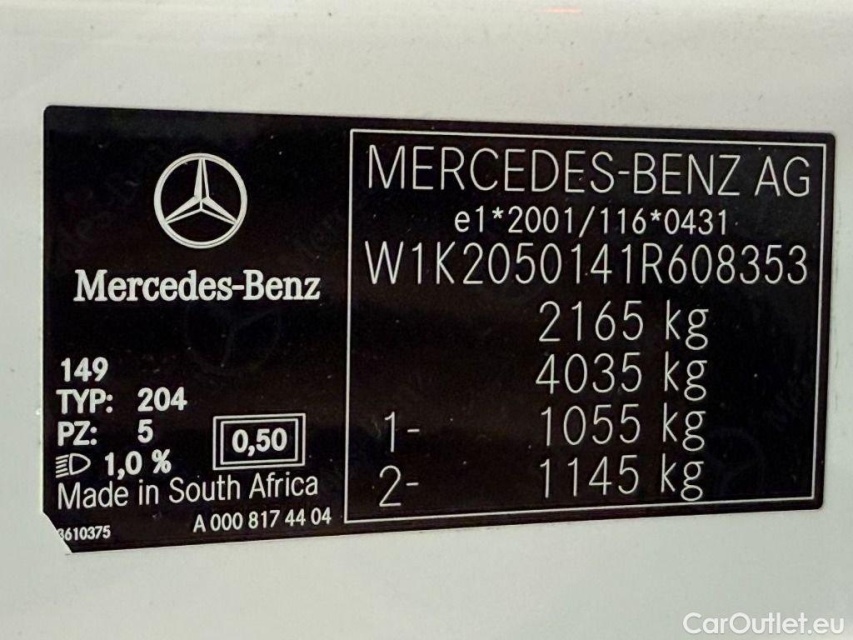 Mercedes-Benz
149
TYP: 204
PZ: 5
1,0 %
0,50
Made in South Africa
3610375
A 000 817 44 04
MERCEDES-BENZ AG
e1*2001/116*0431
W1K2050141R608353
2165 kg
4035 kg
1- 1055 kg
2- 1145 kg
CarOutlet.eu